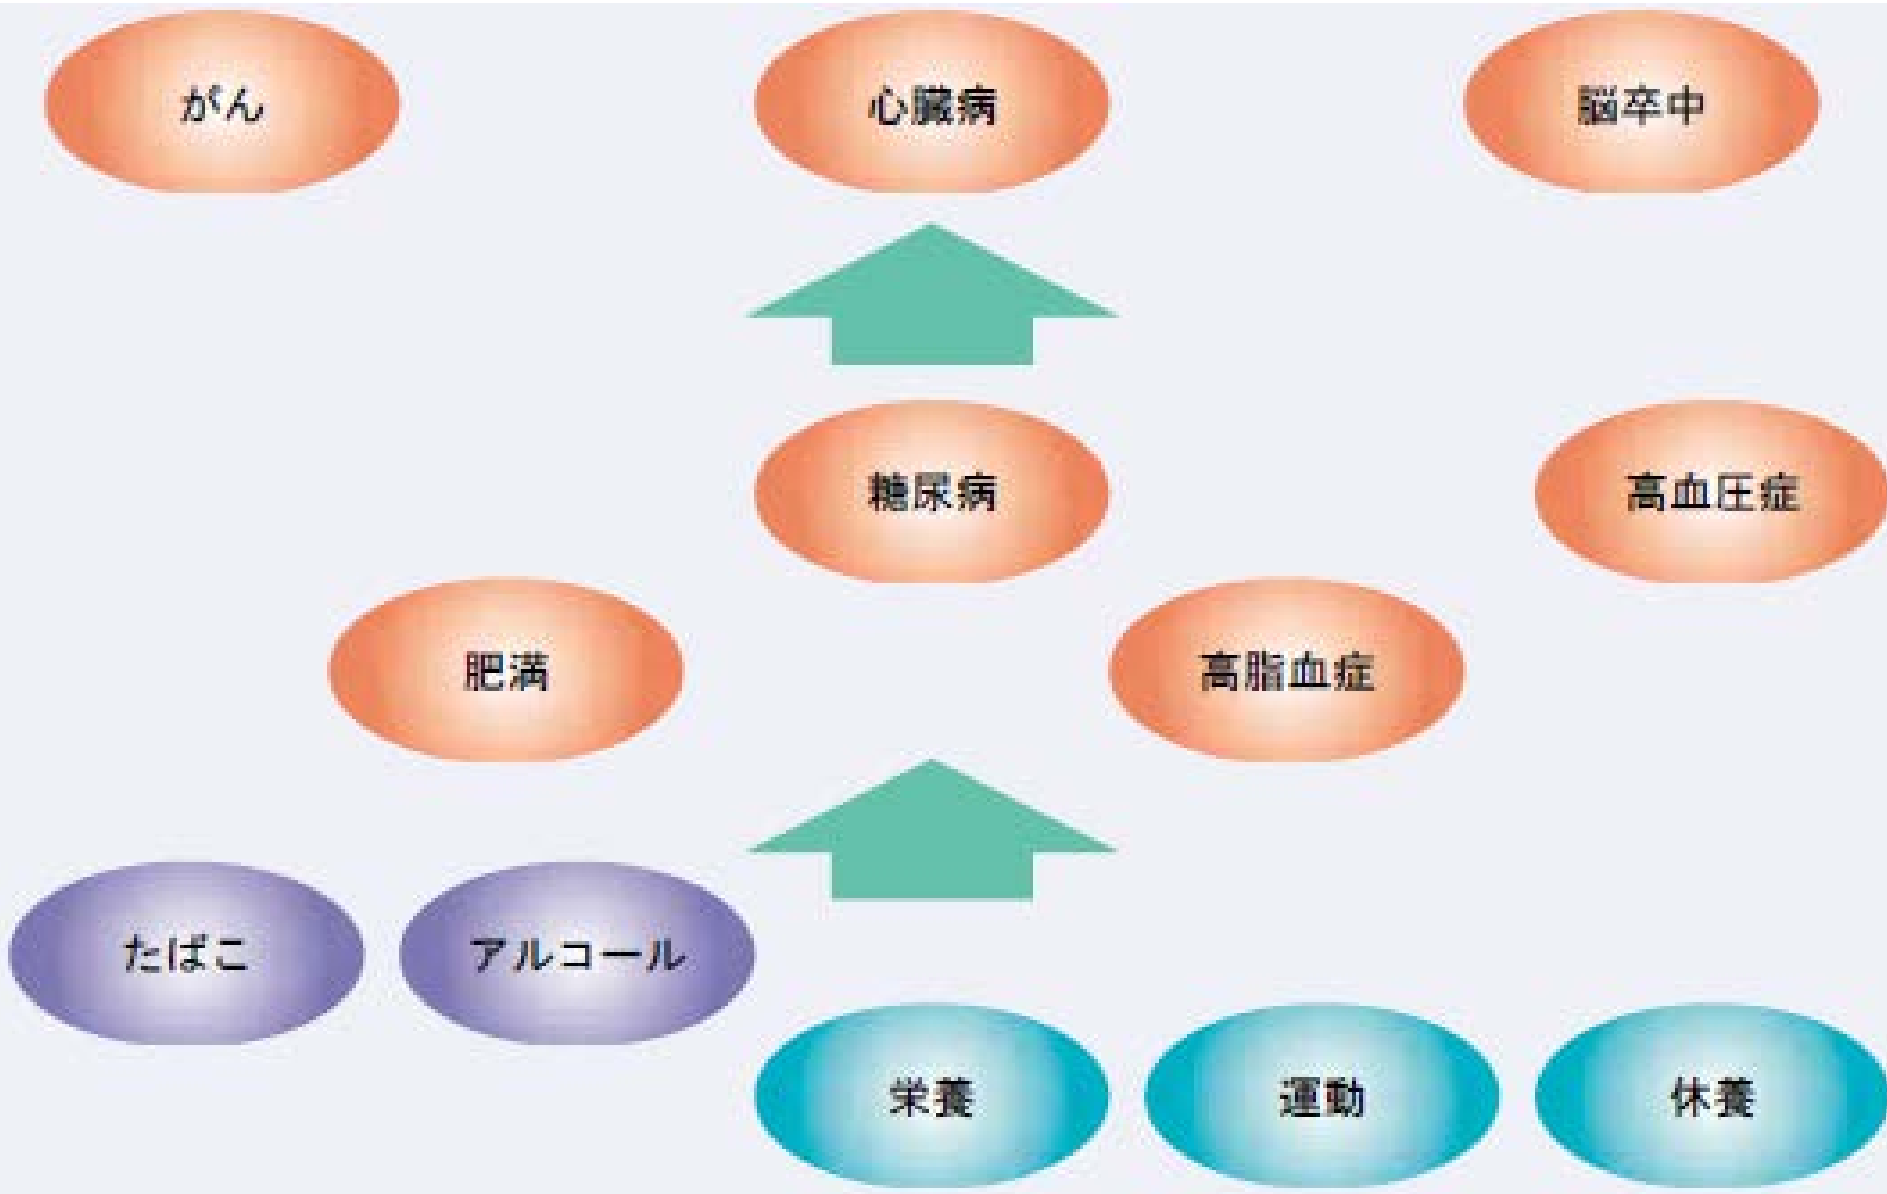 がん
心臓病
脳卒中
糖尿病
高血圧症
肥満
高脂血症
たばこ
アルコール
栄養
運動
休養